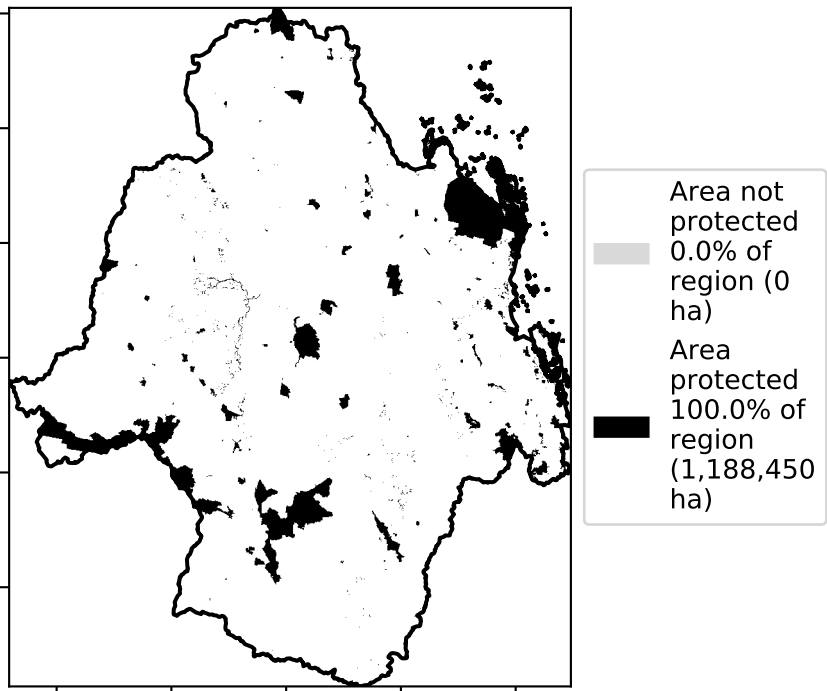 Area not
protected
0.0% of
region (0
ha)
Area
protected
100.0% of
region
(1,188,450
ha)